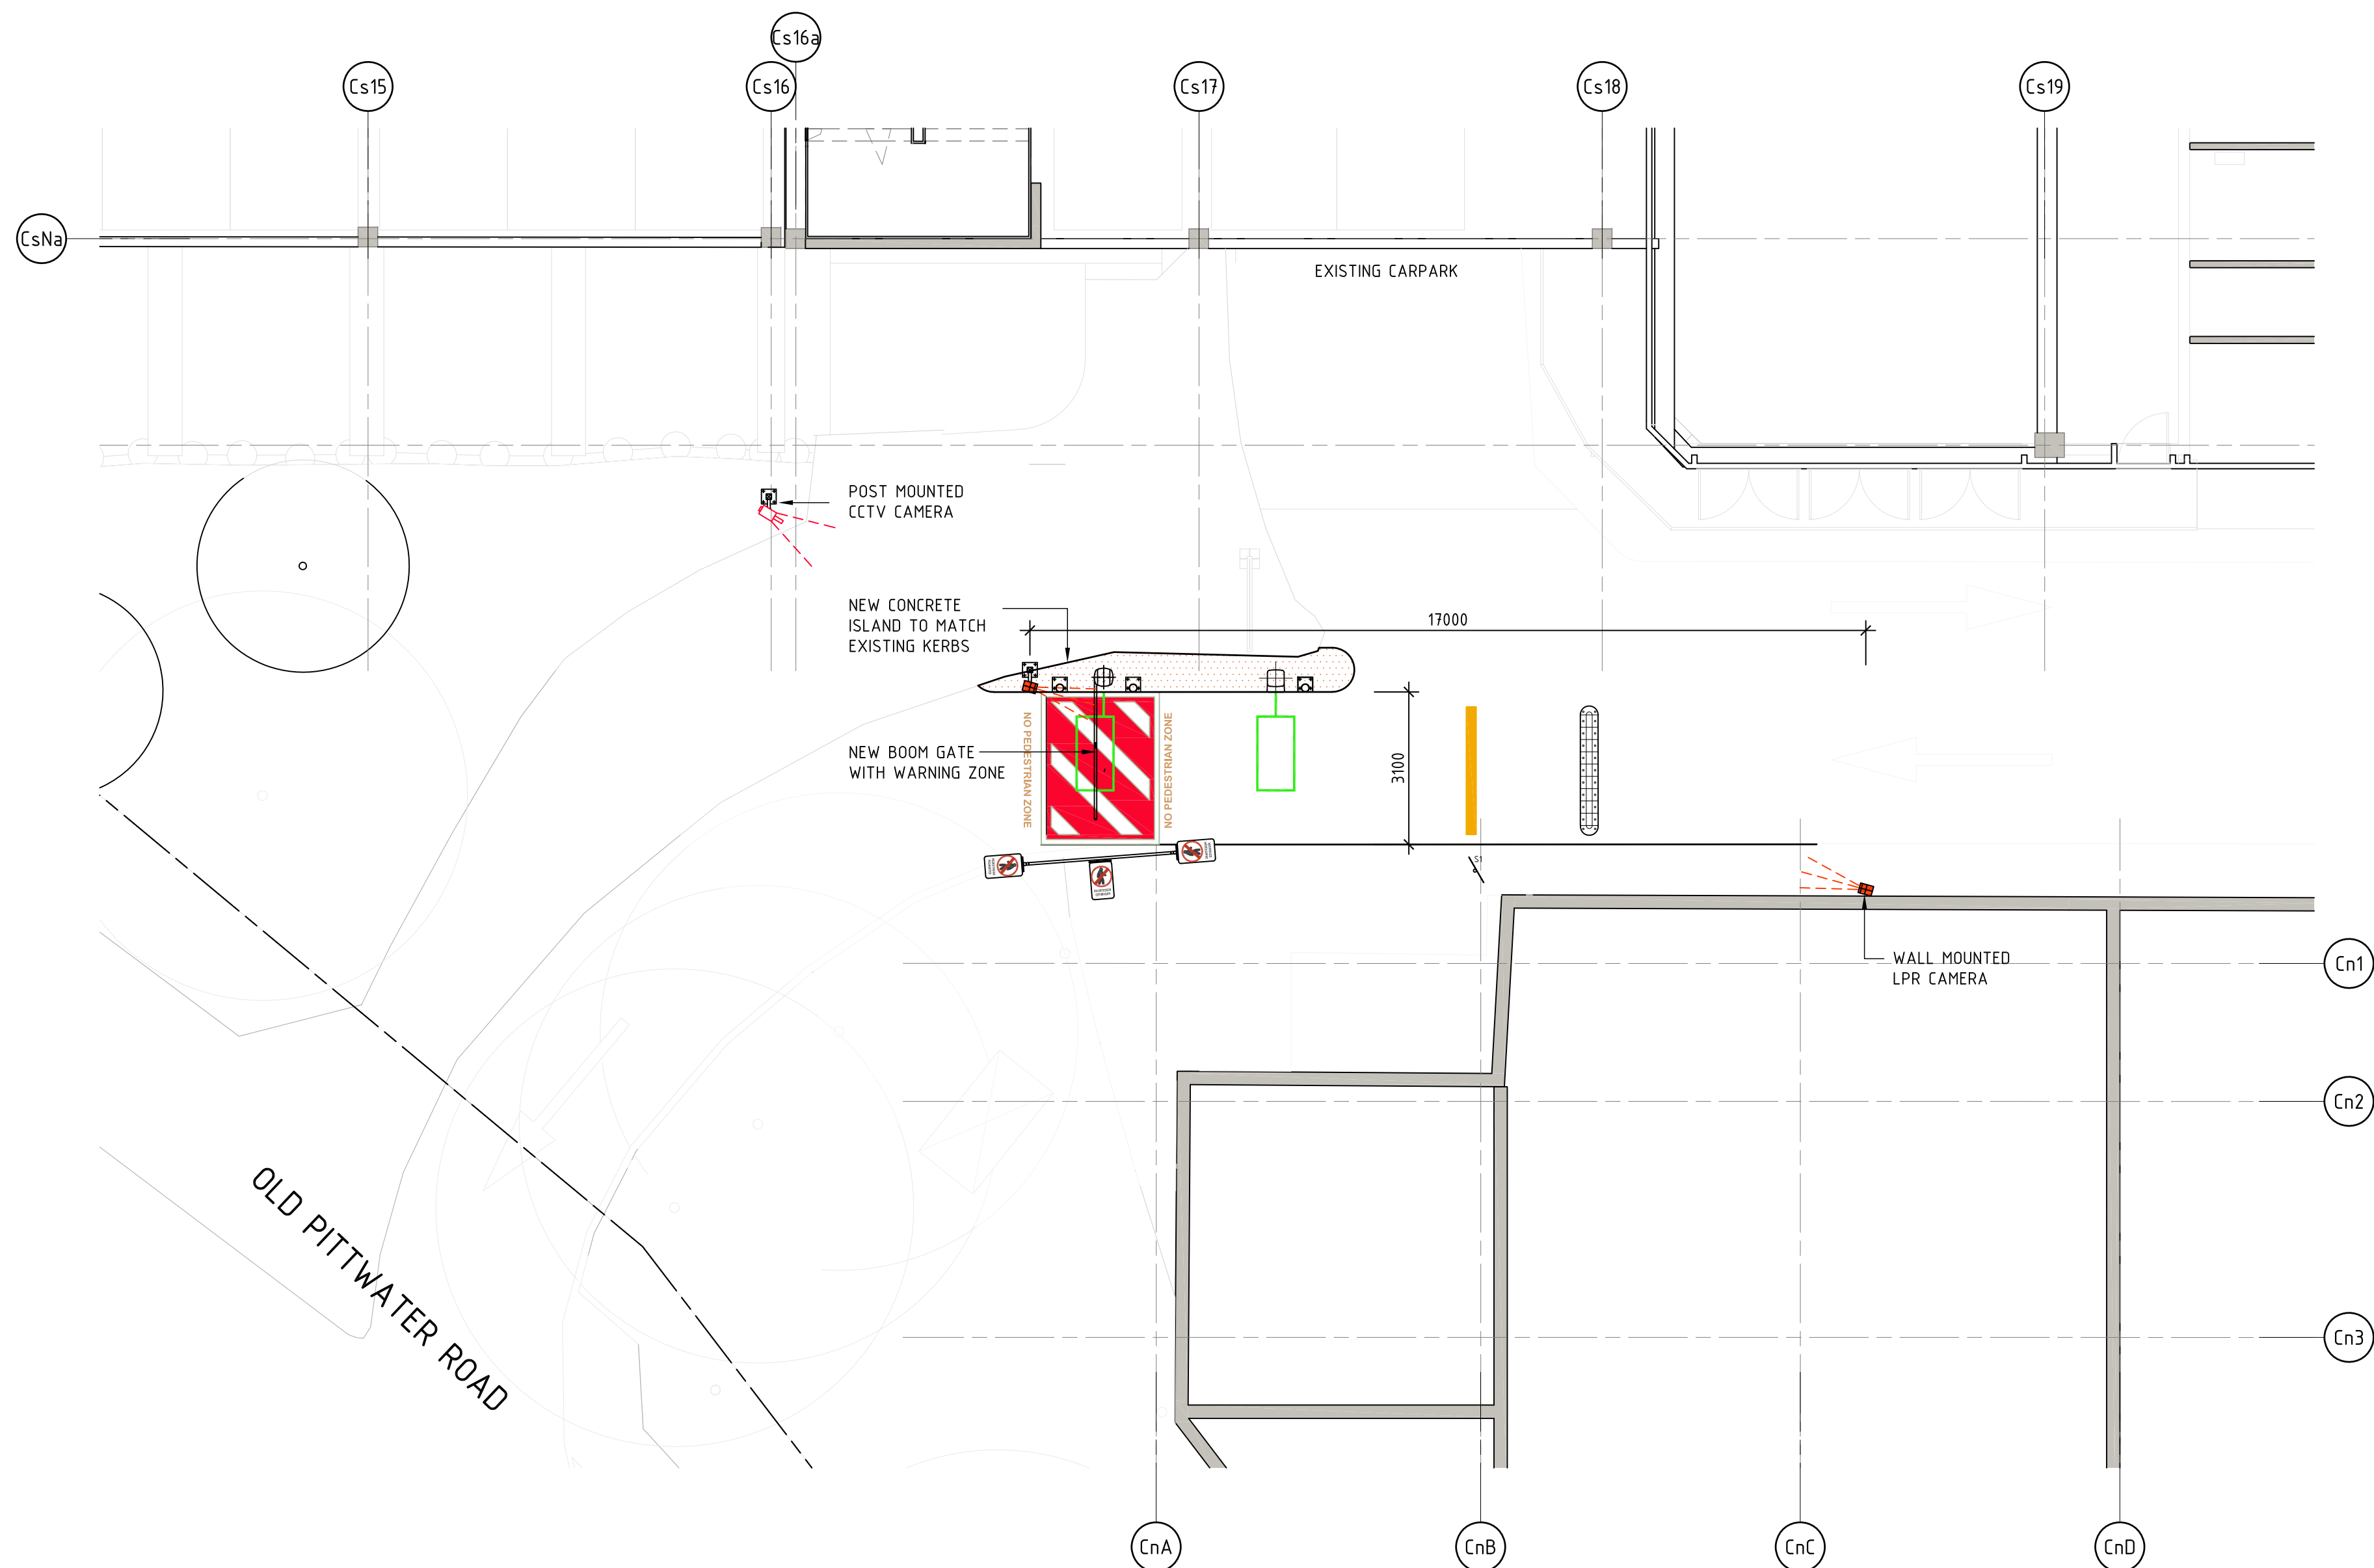 Cs16a
Cs15
Cs16
Cs17
Cs18
Cs19
CsNa
EXISTING CARPARK
POST MOUNTED
CCTV CAMERA
NEW CONCRETE
ISLAND TO MATCH
EXISTING KERBS
17000
NO PEDESTRIAN ZONE
NO PEDESTRIAN ZONE
NEW BOOM GATE
WITH WARNING ZONE
3100
S1
WALL MOUNTED
LPR CAMERA
Cn1
Cn2
Cn3
OLD PITTWATER ROAD
CnA
CnB
CnC
CnD